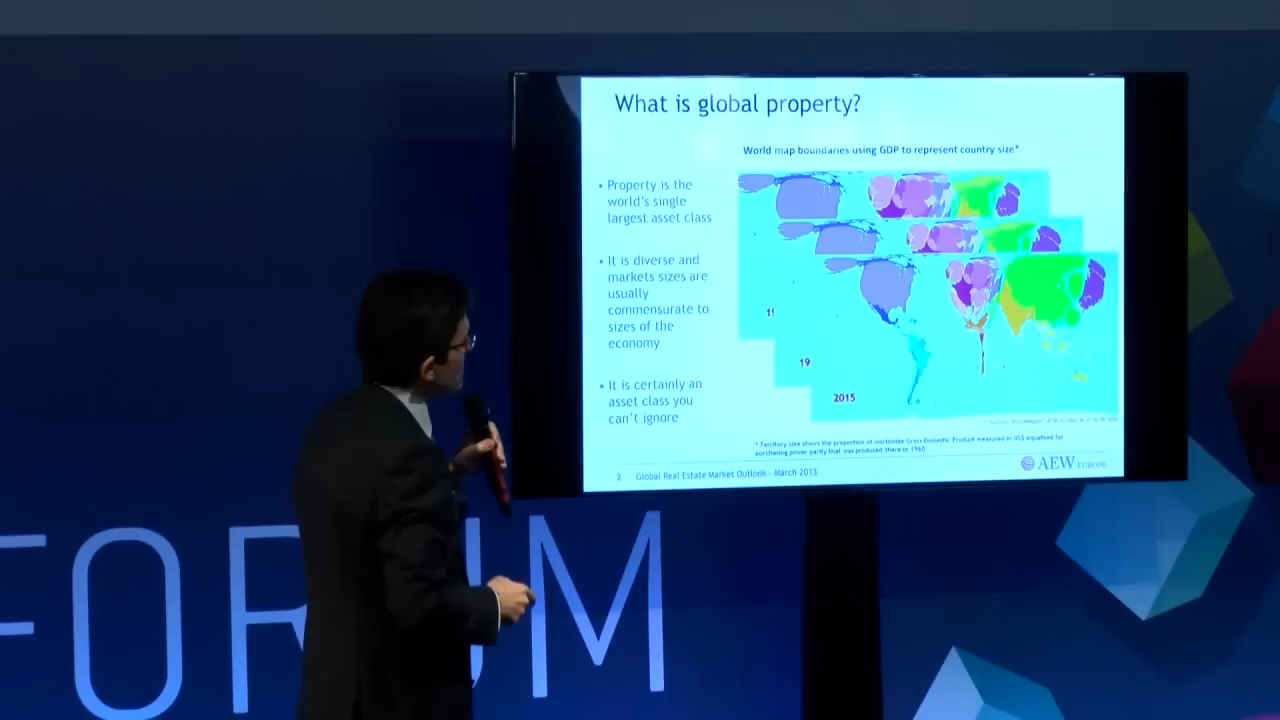 What is global property?
World map boundaries using GDP to represent country size*
• Property is the
world's single
largest asset class
• It is diverse and
markets sizes are
usually
commensurate to
sizes of the
economy
• It is certainly an
asset class you
can't ignore
19
2015
* Territory size shows the proportion of worldwide Gross Domestic Product measured in US$ equalised for
purchasing power parity that was produced there in 1960.
2 Global Real Estate Market Outlook – March 2013
AEW EUROPE
FORUM